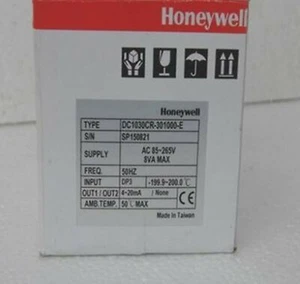 Honeywell
Honeywell
TYPE DC1030CR-301000-E
S/N SP150821
SUPPLY AC 85~265V
8VA MAX
FREQ. 50HZ
INPUT DP3 -199.9~200.0 ℃
OUT1 / OUT2 4~20mA / None
AMB.TEMP. 50 ℃ MAX
CE
Made in Taiwan